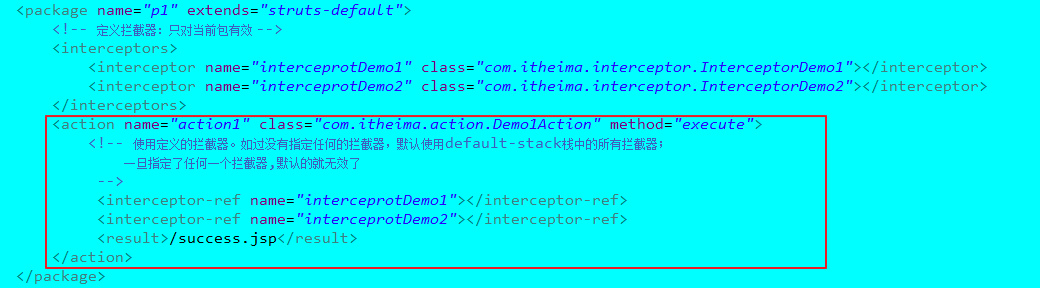 <package name="p1" extends="struts-default">
<!-- 定义拦截器：只对当前包有效 -->
<interceptors>
<interceptor name="interceprotDemo1" class="com.itheima.interceptor.InterceptorDemo1"></interceptor>
<interceptor name="interceprotDemo2" class="com.itheima.interceptor.InterceptorDemo2"></interceptor>
</interceptors>
<action name="action1" class="com.itheima.action.Demo1Action" method="execute">
<!-- 使用定义的拦截器。如过没有指定任何的拦截器，默认使用default-stack栈中的所有拦截器；
一旦指定了任何一个拦截器,默认的就无效了
-->
<interceptor-ref name="interceprotDemo1"></interceptor-ref>
<interceptor-ref name="interceprotDemo2"></interceptor-ref>
<result>/success.jsp</result>
</action>
</package>